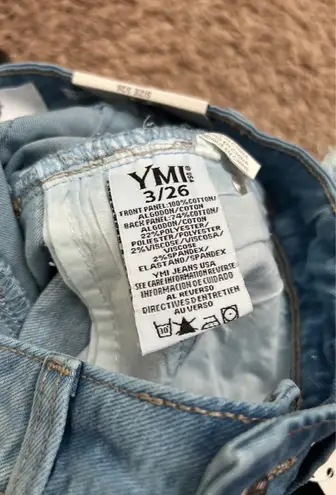 YMI
3/26
FRONT PANEL:100%COTTON/
ALGODON/COTON
BACK PANEL:74%COTTON/
ALGODON/COTON
22%POLYESTER/
POLIESTER/POLYESTER
2%VISCOSE/VISCOSA/
VISCOSE
2%SPANDEX/
ELASTAND/SPANDEX
YMI JEANS USA
SEE CARE INFORMATION REVERSE
INFORMACION DE CUIDADO
AL REVERSO
DIRECTIVES D'ENTRETIEN
AU VERSO
30